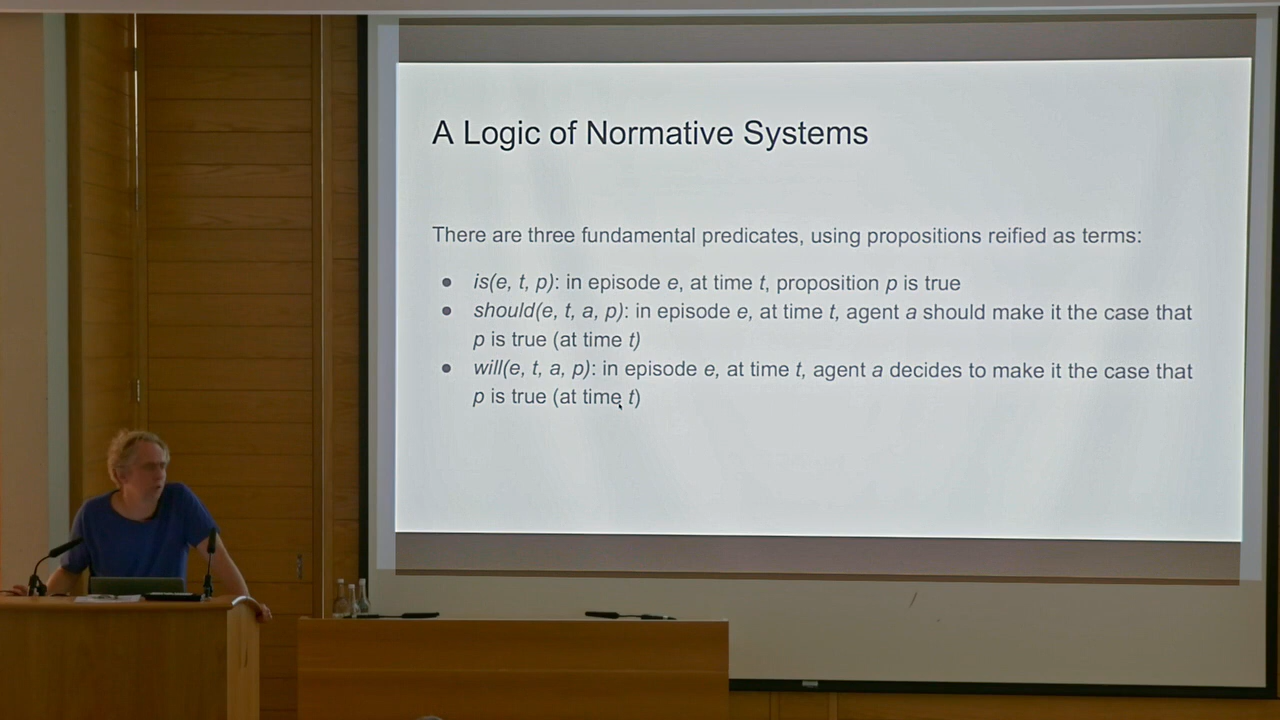 A Logic of Normative Systems
There are three fundamental predicates, using propositions reified as terms:
● is(e, t, p): in episode e, at time t, proposition p is true
● should(e, t, a, p): in episode e, at time t, agent a should make it the case that
p is true (at time t)
● will(e, t, a, p): in episode e, at time t, agent a decides to make it the case that
p is true (at time t)